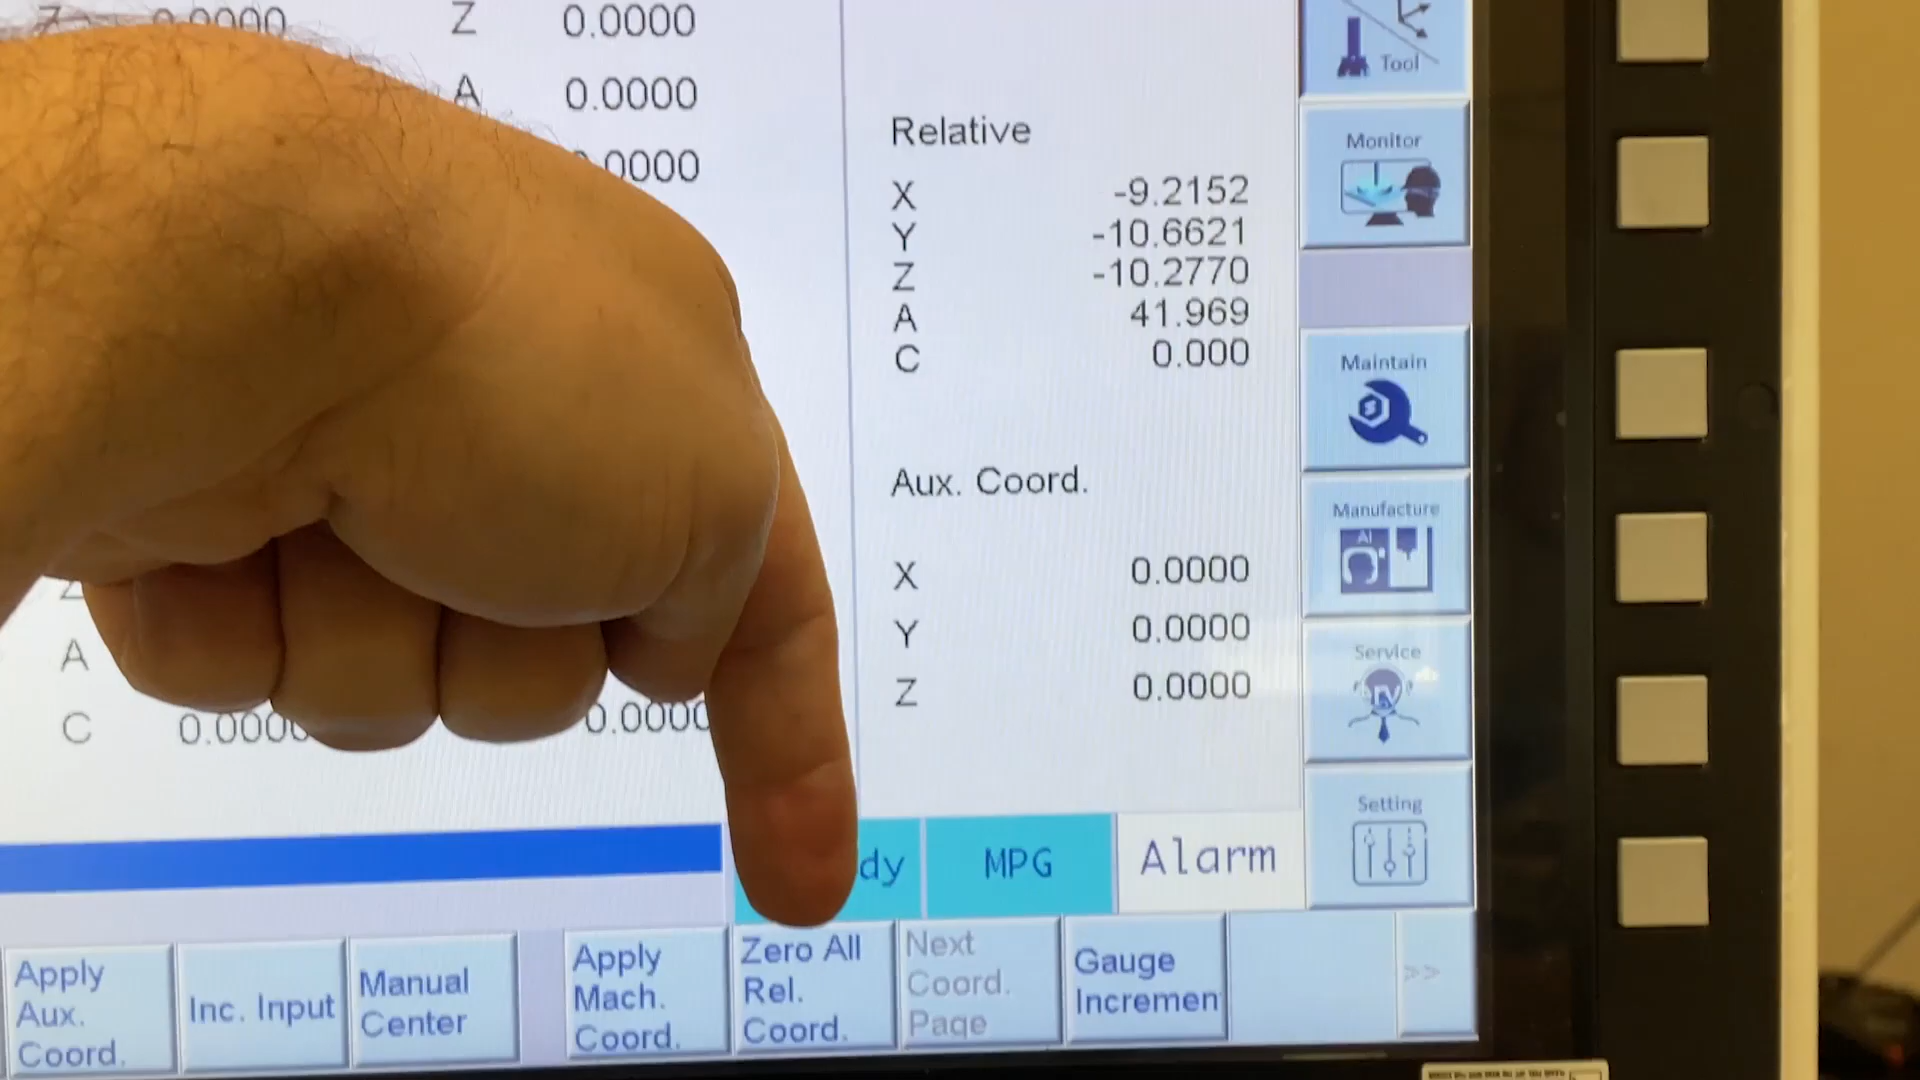 Z 0.0000
A 0.0000
Relative
X -9.2152
Y -10.6621
Z -10.2770
A 41.969
C 0.000
Aux. Coord.
X 0.0000
Y 0.0000
Z 0.0000
A
C 0.0000 0.0000
MPG Alarm
Apply
Aux.
Coord.
Inc. Input
Manual
Center
Apply
Mach.
Coord.
Zero All
Rel.
Coord.
Next
Coord.
Page
Gauge
Incremen
>>
Tool
Monitor
Maintain
Manufacture
AI
Service
Setting